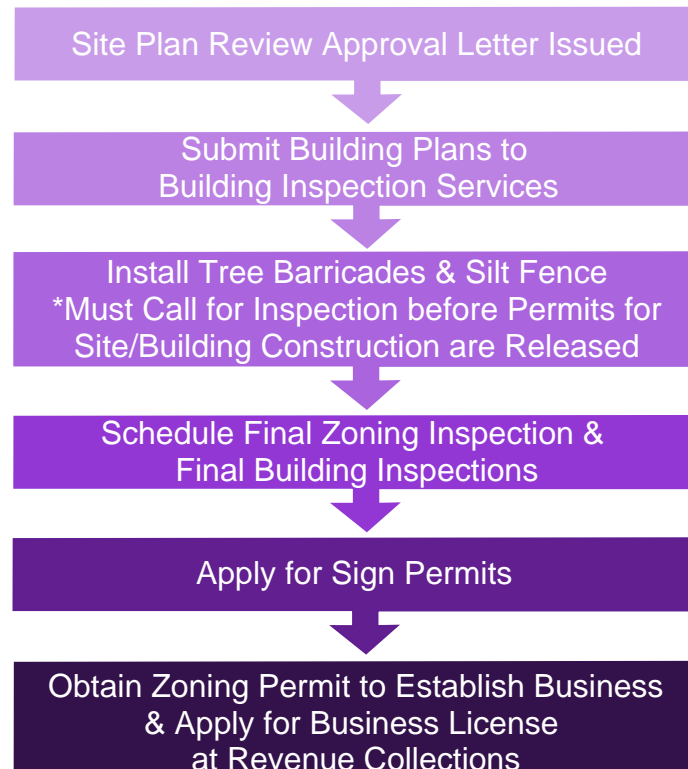 Site Plan Review Approval Letter Issued
Submit Building Plans to
Building Inspection Services
Install Tree Barricades & Silt Fence
*Must Call for Inspection before Permits for
Site/Building Construction are Released
Schedule Final Zoning Inspection &
Final Building Inspections
Apply for Sign Permits
Obtain Zoning Permit to Establish Business
& Apply for Business License
at Revenue Collections